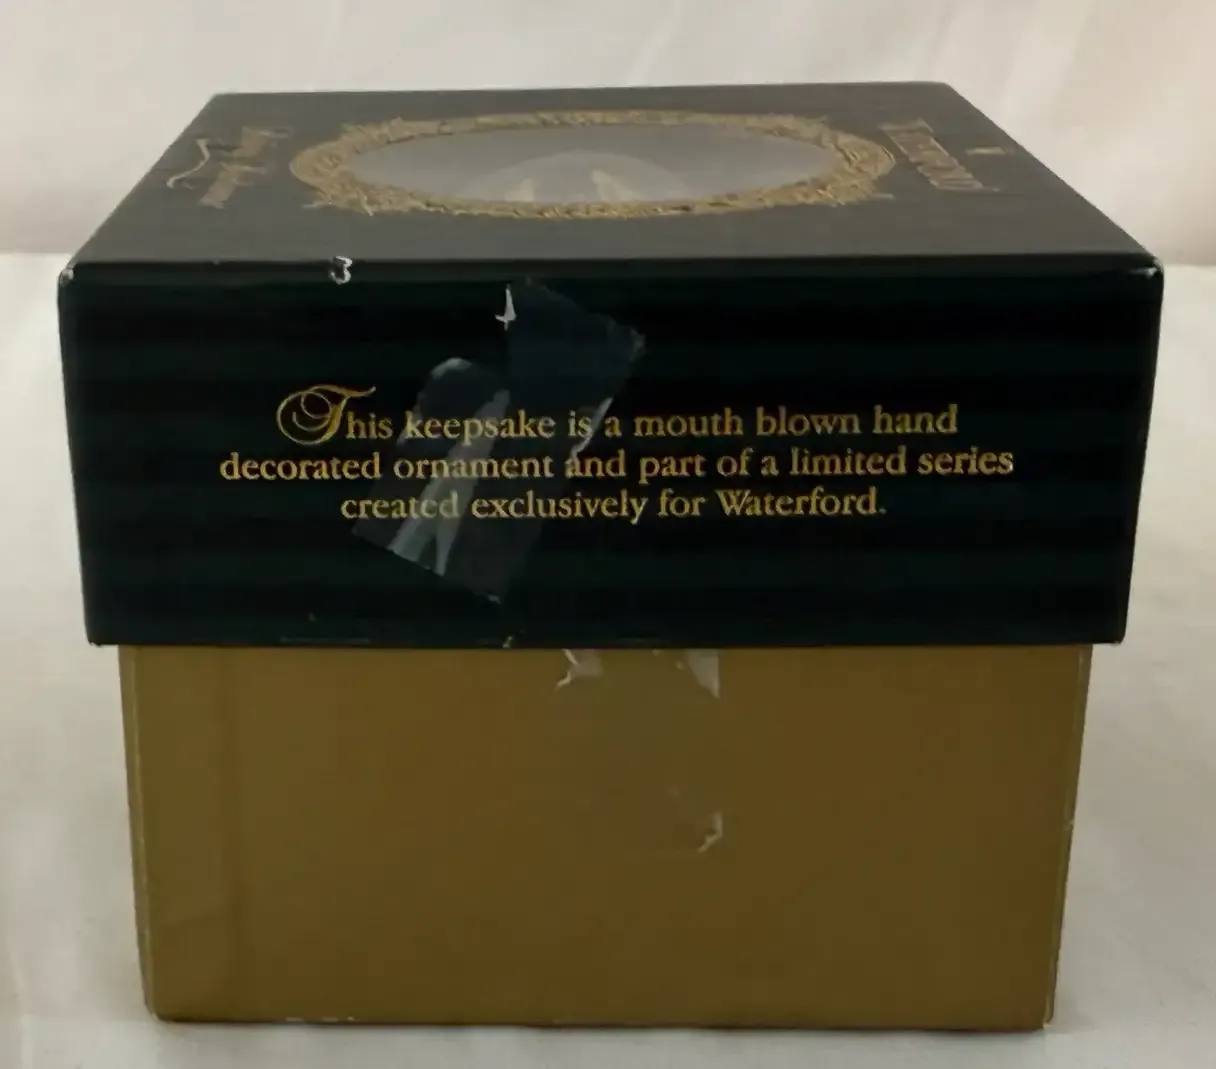 This keepsake is a mouth blown hand
decorated ornament and part of a limited series
created exclusively for Waterford.